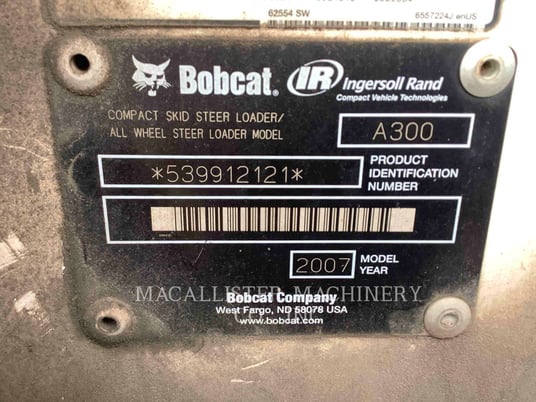 62554 SW
6557224J enUS
Bobcat. IR Ingersoll Rand
Compact Vehicle Technologies
COMPACT SKID STEER LOADER/
ALL WHEEL STEER LOADER MODEL
A300
*539912121*
PRODUCT
IDENTIFICATION
NUMBER
2007
MODEL
YEAR
MACALLISTER MACHINERY
Bobcat Company
West Fargo, ND 58078 USA
www.bobcat.com